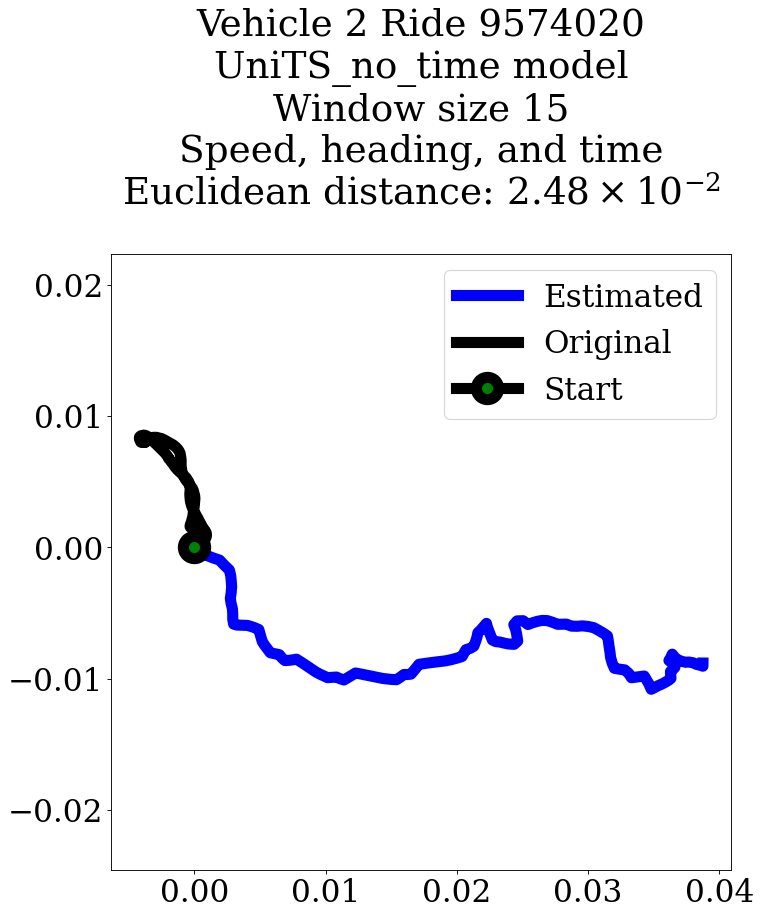 Vehicle 2 Ride 9574020
UniTS_no_time model
Window size 15
Speed, heading, and time
Euclidean distance: 2.48 × 10⁻²
Estimated
Original
Start
0.02
0.01
0.00
−0.01
−0.02
0.00 0.01 0.02 0.03 0.04